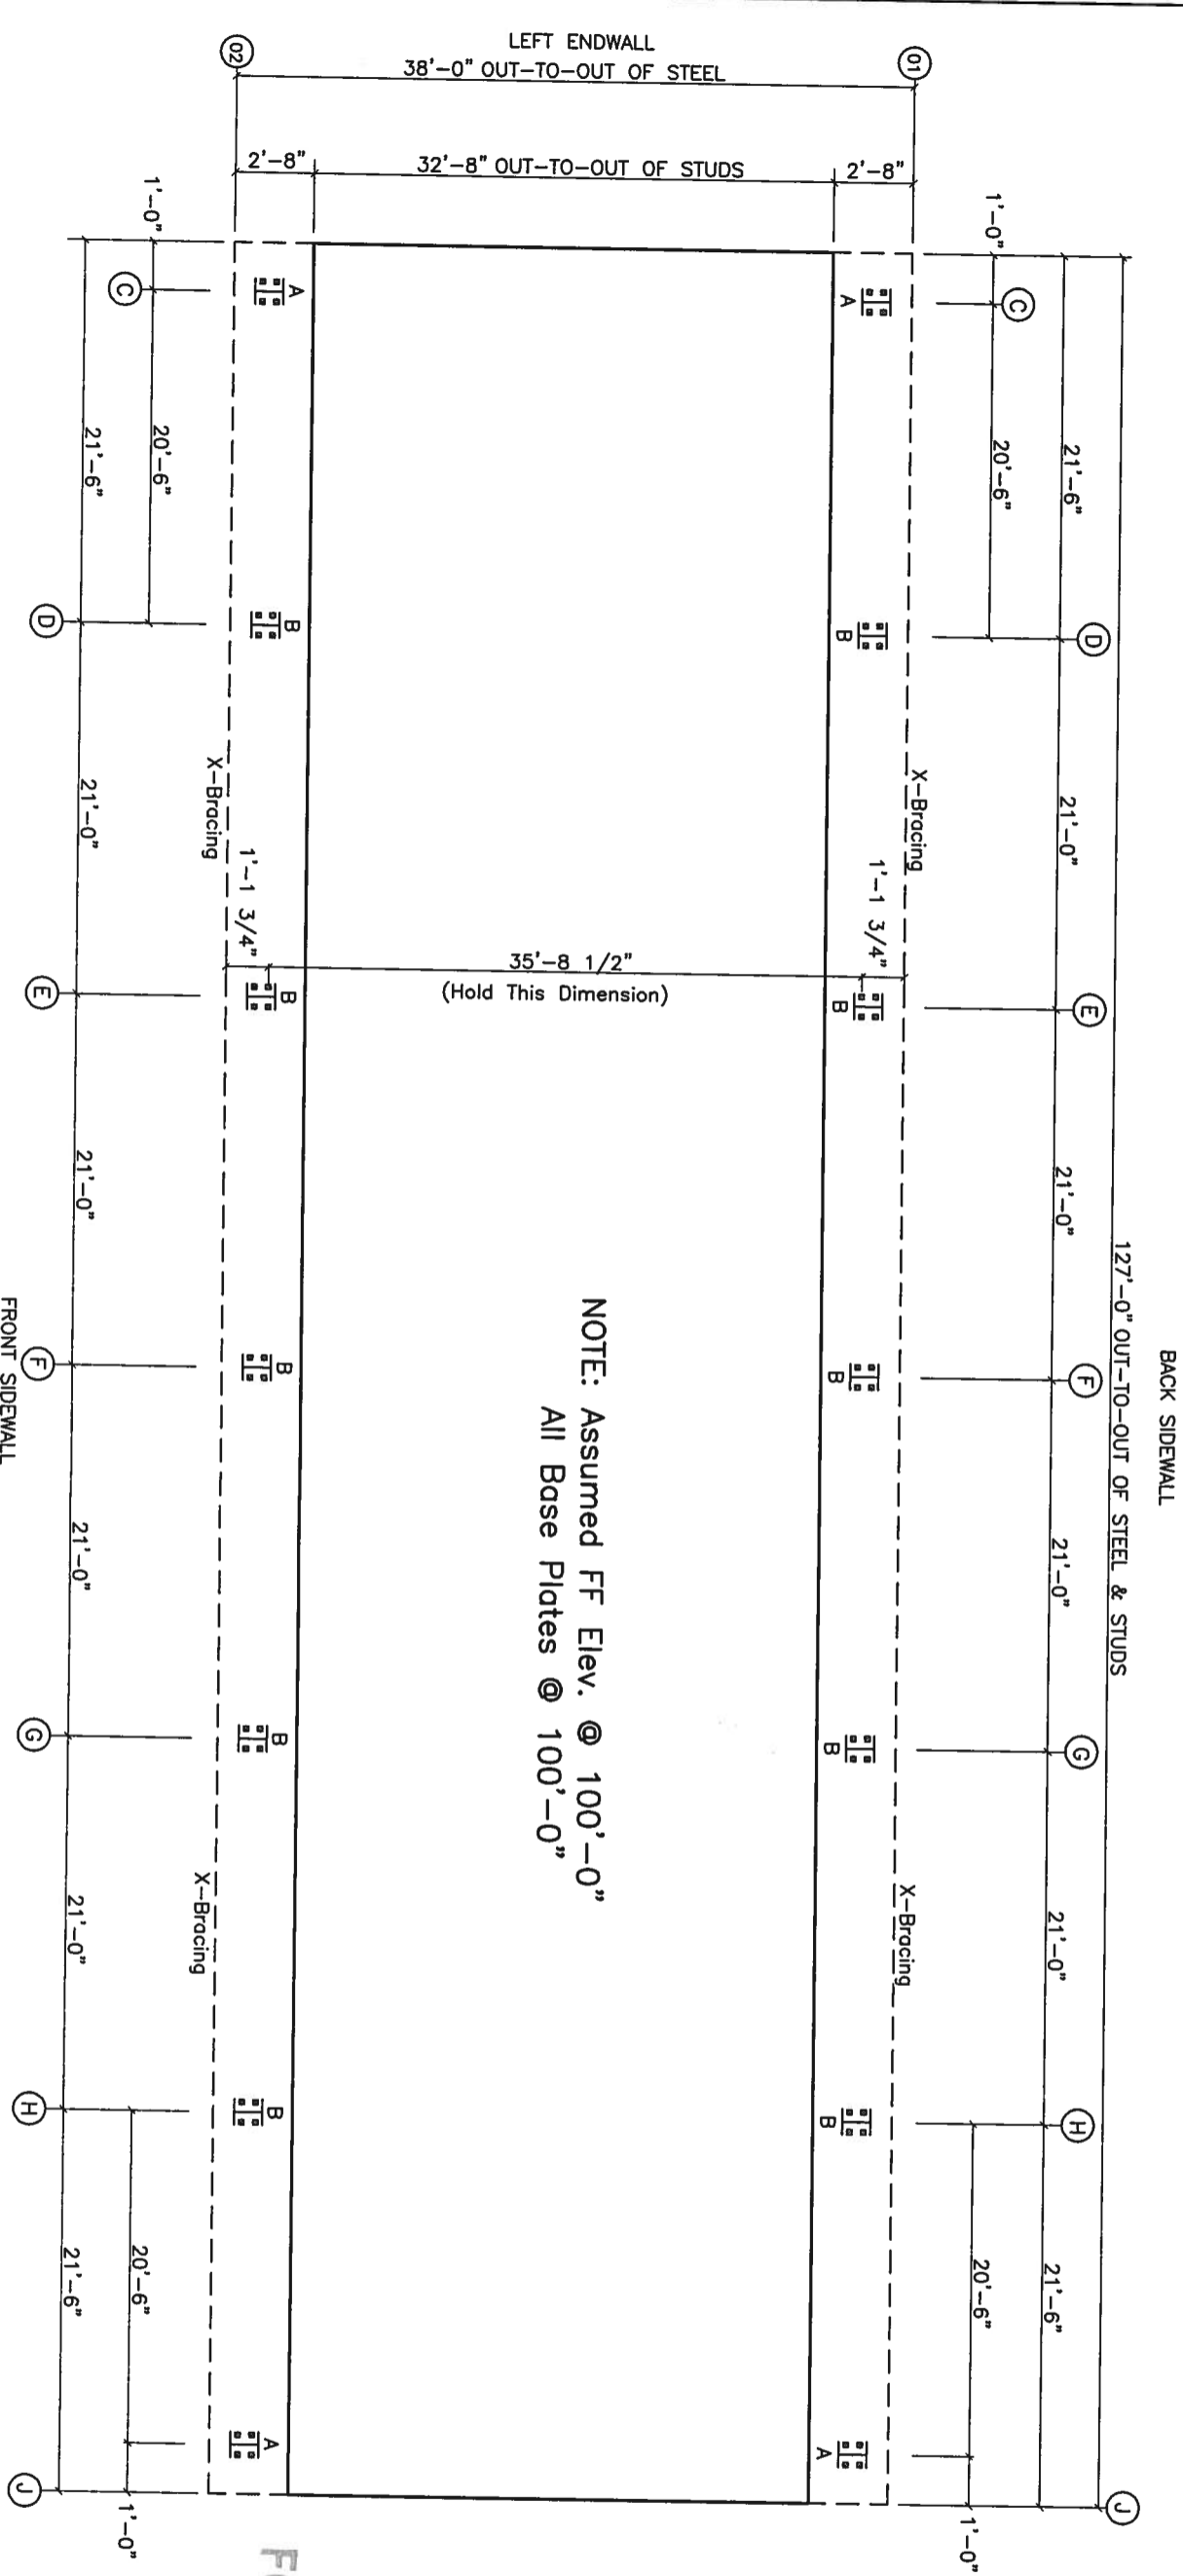 LEFT ENDWALL
38'-0" OUT-TO-OUT OF STEEL
02
01
2'-8"
32'-8" OUT-TO-OUT OF STUDS
2'-8"
BACK SIDEWALL
127'-0" OUT-TO-OUT OF STEEL & STUDS
21'-6"
21'-0"
21'-0"
21'-0"
21'-0"
21'-6"
1'-0"
20'-6"
20'-6"
1'-0"
C
D
E
F
G
H
J
X-Bracing
X-Bracing
1'-1 3/4"
A
B
B
B
B
B
A
35'-8 1/2"
(Hold This Dimension)
NOTE: Assumed FF Elev. @ 100'-0"
All Base Plates @ 100'-0"
A
B
B
B
B
B
A
1'-1 3/4"
X-Bracing
X-Bracing
1'-0"
20'-6"
20'-6"
1'-0"
21'-6"
21'-0"
21'-0"
21'-0"
21'-0"
21'-6"
C
D
E
F
G
H
J
FRONT SIDEWALL